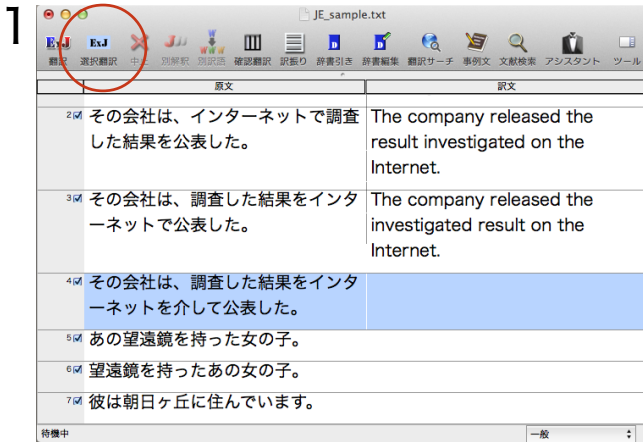 1
JE_sample.txt
ExJ ExJ J
翻訳 選択翻訳 中止 別解釈 別訳語 確認翻訳 訳振り 辞書引き 辞書編集 翻訳サーチ 事例文 文献検索 アシスタント ツール
原文 訳文
2 その会社は、インターネットで調査 The company released the
した結果を公表した。 result investigated on the
Internet.
3 その会社は、調査した結果をインタ The company released the
ーネットで公表した。 investigated result on the
Internet.
4 その会社は、調査した結果をインタ
ーネットを介して公表した。
5 あの望遠鏡を持った女の子。
6 望遠鏡を持ったあの女の子。
7 彼は朝日ヶ丘に住んでいます。
待機中 一般